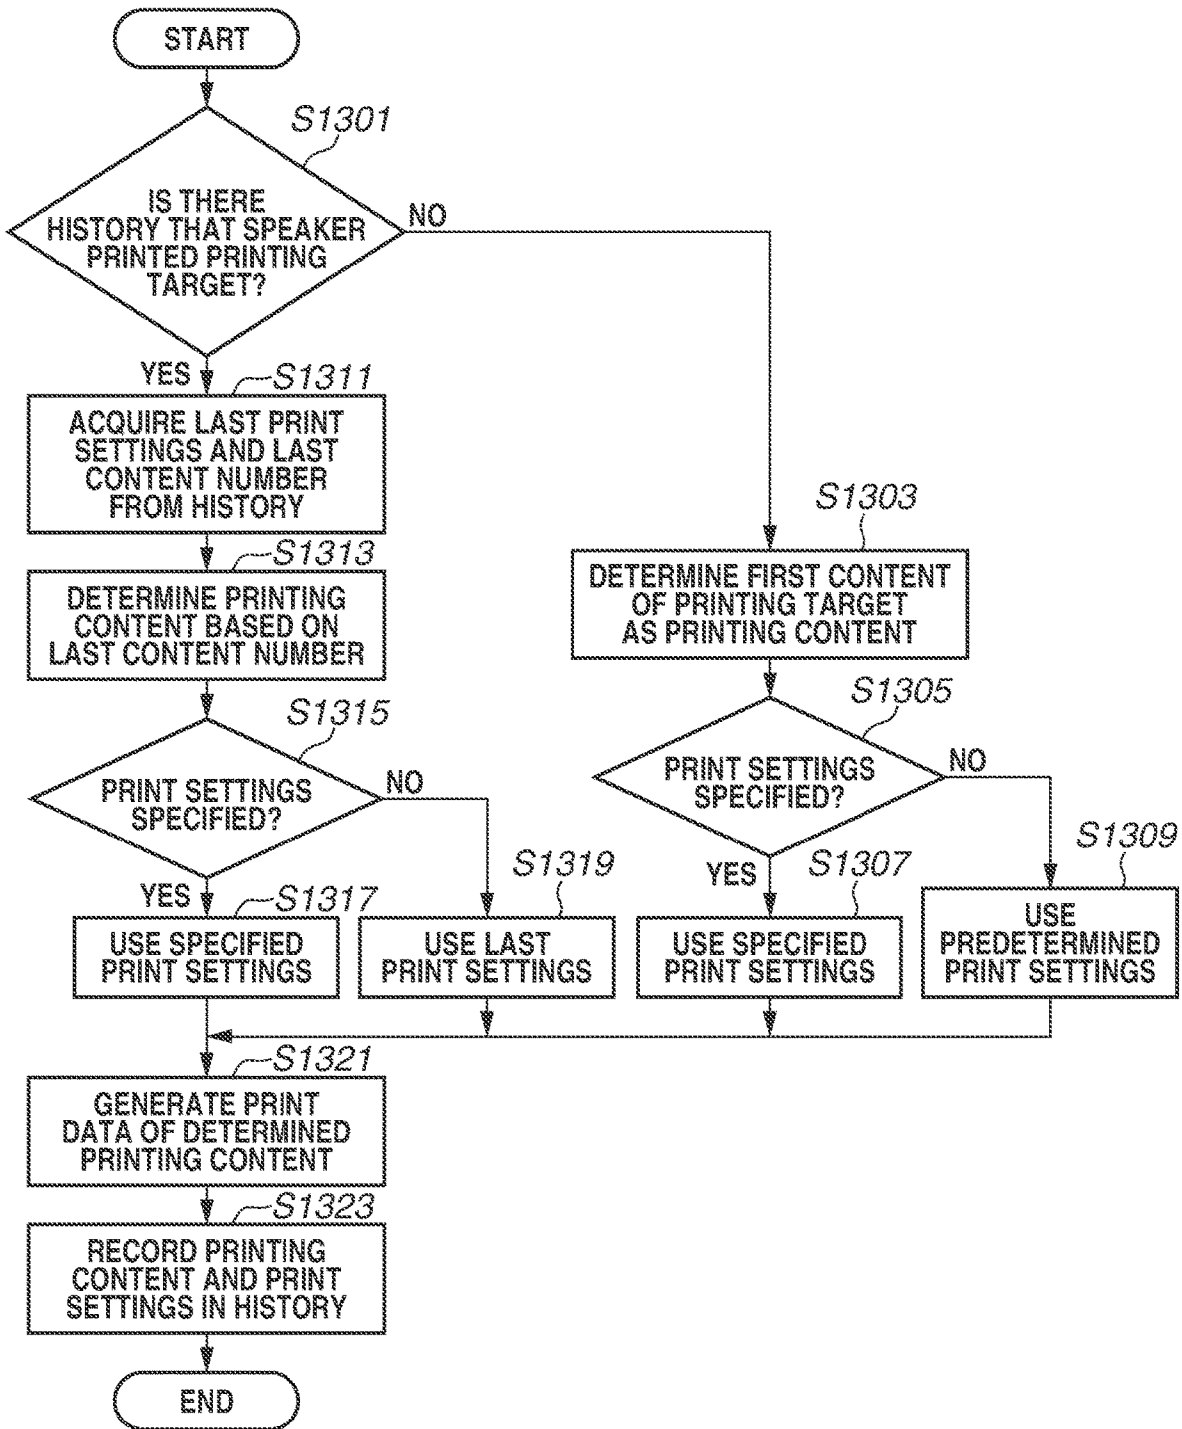 START
S1301
IS THERE
HISTORY THAT SPEAKER
PRINTED PRINTING
TARGET?
NO
YES
S1311
ACQUIRE LAST PRINT
SETTINGS AND LAST
CONTENT NUMBER
FROM HISTORY
S1313
DETERMINE PRINTING
CONTENT BASED ON
LAST CONTENT NUMBER
S1303
DETERMINE FIRST CONTENT
OF PRINTING TARGET
AS PRINTING CONTENT
S1315
PRINT SETTINGS
SPECIFIED?
NO
YES
S1305
PRINT SETTINGS
SPECIFIED?
NO
YES
S1317
USE SPECIFIED
PRINT SETTINGS
S1319
USE LAST
PRINT SETTINGS
S1307
USE SPECIFIED
PRINT SETTINGS
S1309
USE
PREDETERMINED
PRINT SETTINGS
S1321
GENERATE PRINT
DATA OF DETERMINED
PRINTING CONTENT
S1323
RECORD PRINTING
CONTENT AND PRINT
SETTINGS IN HISTORY
END